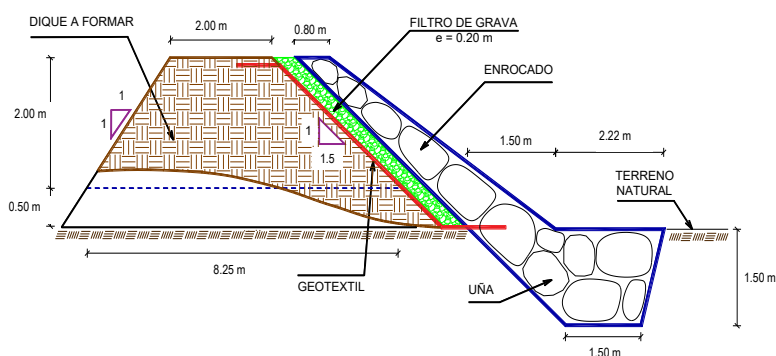 DIQUE A FORMAR
2.00 m
0.80 m
FILTRO DE GRAVA
e = 0.20 m
ENROCADO
1
1
2.00 m
1
1.5
1.50 m
2.22 m
TERRENO
NATURAL
0.50 m
8.25 m
GEOTEXTIL
UÑA
1.50 m
1.50 m